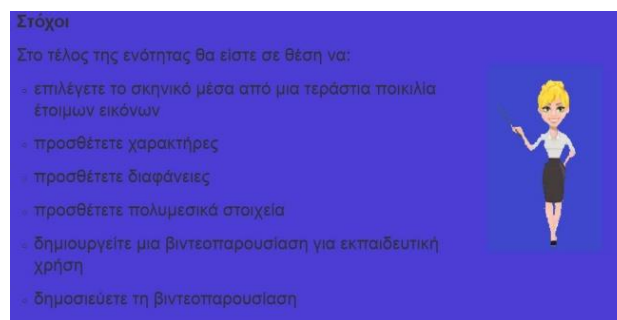 Στόχοι
Στο τέλος της ενότητας θα είστε σε θέση να:
επιλέγετε το σκηνικό μέσα από μια τεράστια ποικιλία
έτοιμων εικόνων
προσθέτετε χαρακτήρες
προσθέτετε διαφάνειες
προσθέτετε πολυμεσικά στοιχεία
δημιουργείτε μια βιντεοπαρουσίαση για εκπαιδευτική
χρήση
δημοσιεύετε τη βιντεοπαρουσίαση